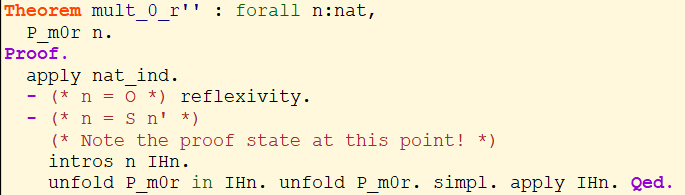 Theorem mult_0_r'' : forall n:nat,
  P_m0r n.
Proof.
  apply nat_ind.
  - (* n = O *) reflexivity.
  - (* n = S n' *)
    (* Note the proof state at this point! *)
    intros n IHn.
    unfold P_m0r in IHn. unfold P_m0r. simpl. apply IHn. Qed.